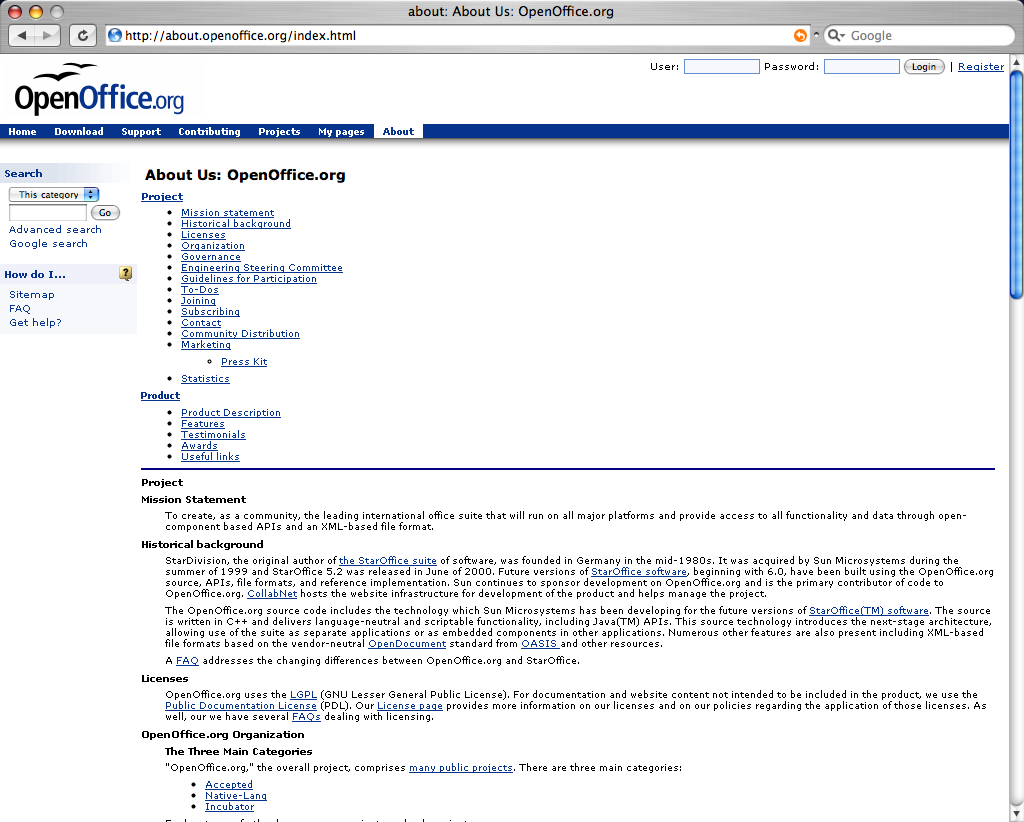 about: About Us: OpenOffice.org
http://about.openoffice.org/index.html
Google
OpenOffice.org
User:
Password:
Login
| Register
Home
Download
Support
Contributing
Projects
My pages
About
Search
This category
Go
Advanced search
Google search
How do I...
?
Sitemap
FAQ
Get help?
About Us: OpenOffice.org
Project
Mission statement
Historical background
Licenses
Organization
Governance
Engineering Steering Committee
Guidelines for Participation
To-Dos
Joining
Subscribing
Contact
Community Distribution
Marketing
Press Kit
Statistics
Product
Product Description
Features
Testimonials
Awards
Useful links
Project
Mission Statement
To create, as a community, the leading international office suite that will run on all major platforms and provide access to all functionality and data through open-
component based APIs and an XML-based file format.
Historical background
StarDivision, the original author of the StarOffice suite of software, was founded in Germany in the mid-1980s. It was acquired by Sun Microsystems during the
summer of 1999 and StarOffice 5.2 was released in June of 2000. Future versions of StarOffice software, beginning with 6.0, have been built using the OpenOffice.org
source, APIs, file formats, and reference implementation. Sun continues to sponsor development on OpenOffice.org and is the primary contributor of code to
OpenOffice.org. CollabNet hosts the website infrastructure for development of the product and helps manage the project.
The OpenOffice.org source code includes the technology which Sun Microsystems has been developing for the future versions of StarOffice(TM) software. The source
is written in C++ and delivers language-neutral and scriptable functionality, including Java(TM) APIs. This source technology introduces the next-stage architecture,
allowing use of the suite as separate applications or as embedded components in other applications. Numerous other features are also present including XML-based
file formats based on the vendor-neutral OpenDocument standard from OASIS and other resources.
A FAQ addresses the changing differences between OpenOffice.org and StarOffice.
Licenses
OpenOffice.org uses the LGPL (GNU Lesser General Public License). For documentation and website content not intended to be included in the product, we use the
Public Documentation License (PDL). Our License page provides more information on our licenses and on our policies regarding the application of those licenses. As
well, our we have several FAQs dealing with licensing.
OpenOffice.org Organization
The Three Main Categories
"OpenOffice.org," the overall project, comprises many public projects. There are three main categories:
Accepted
Native-Lang
Incubator